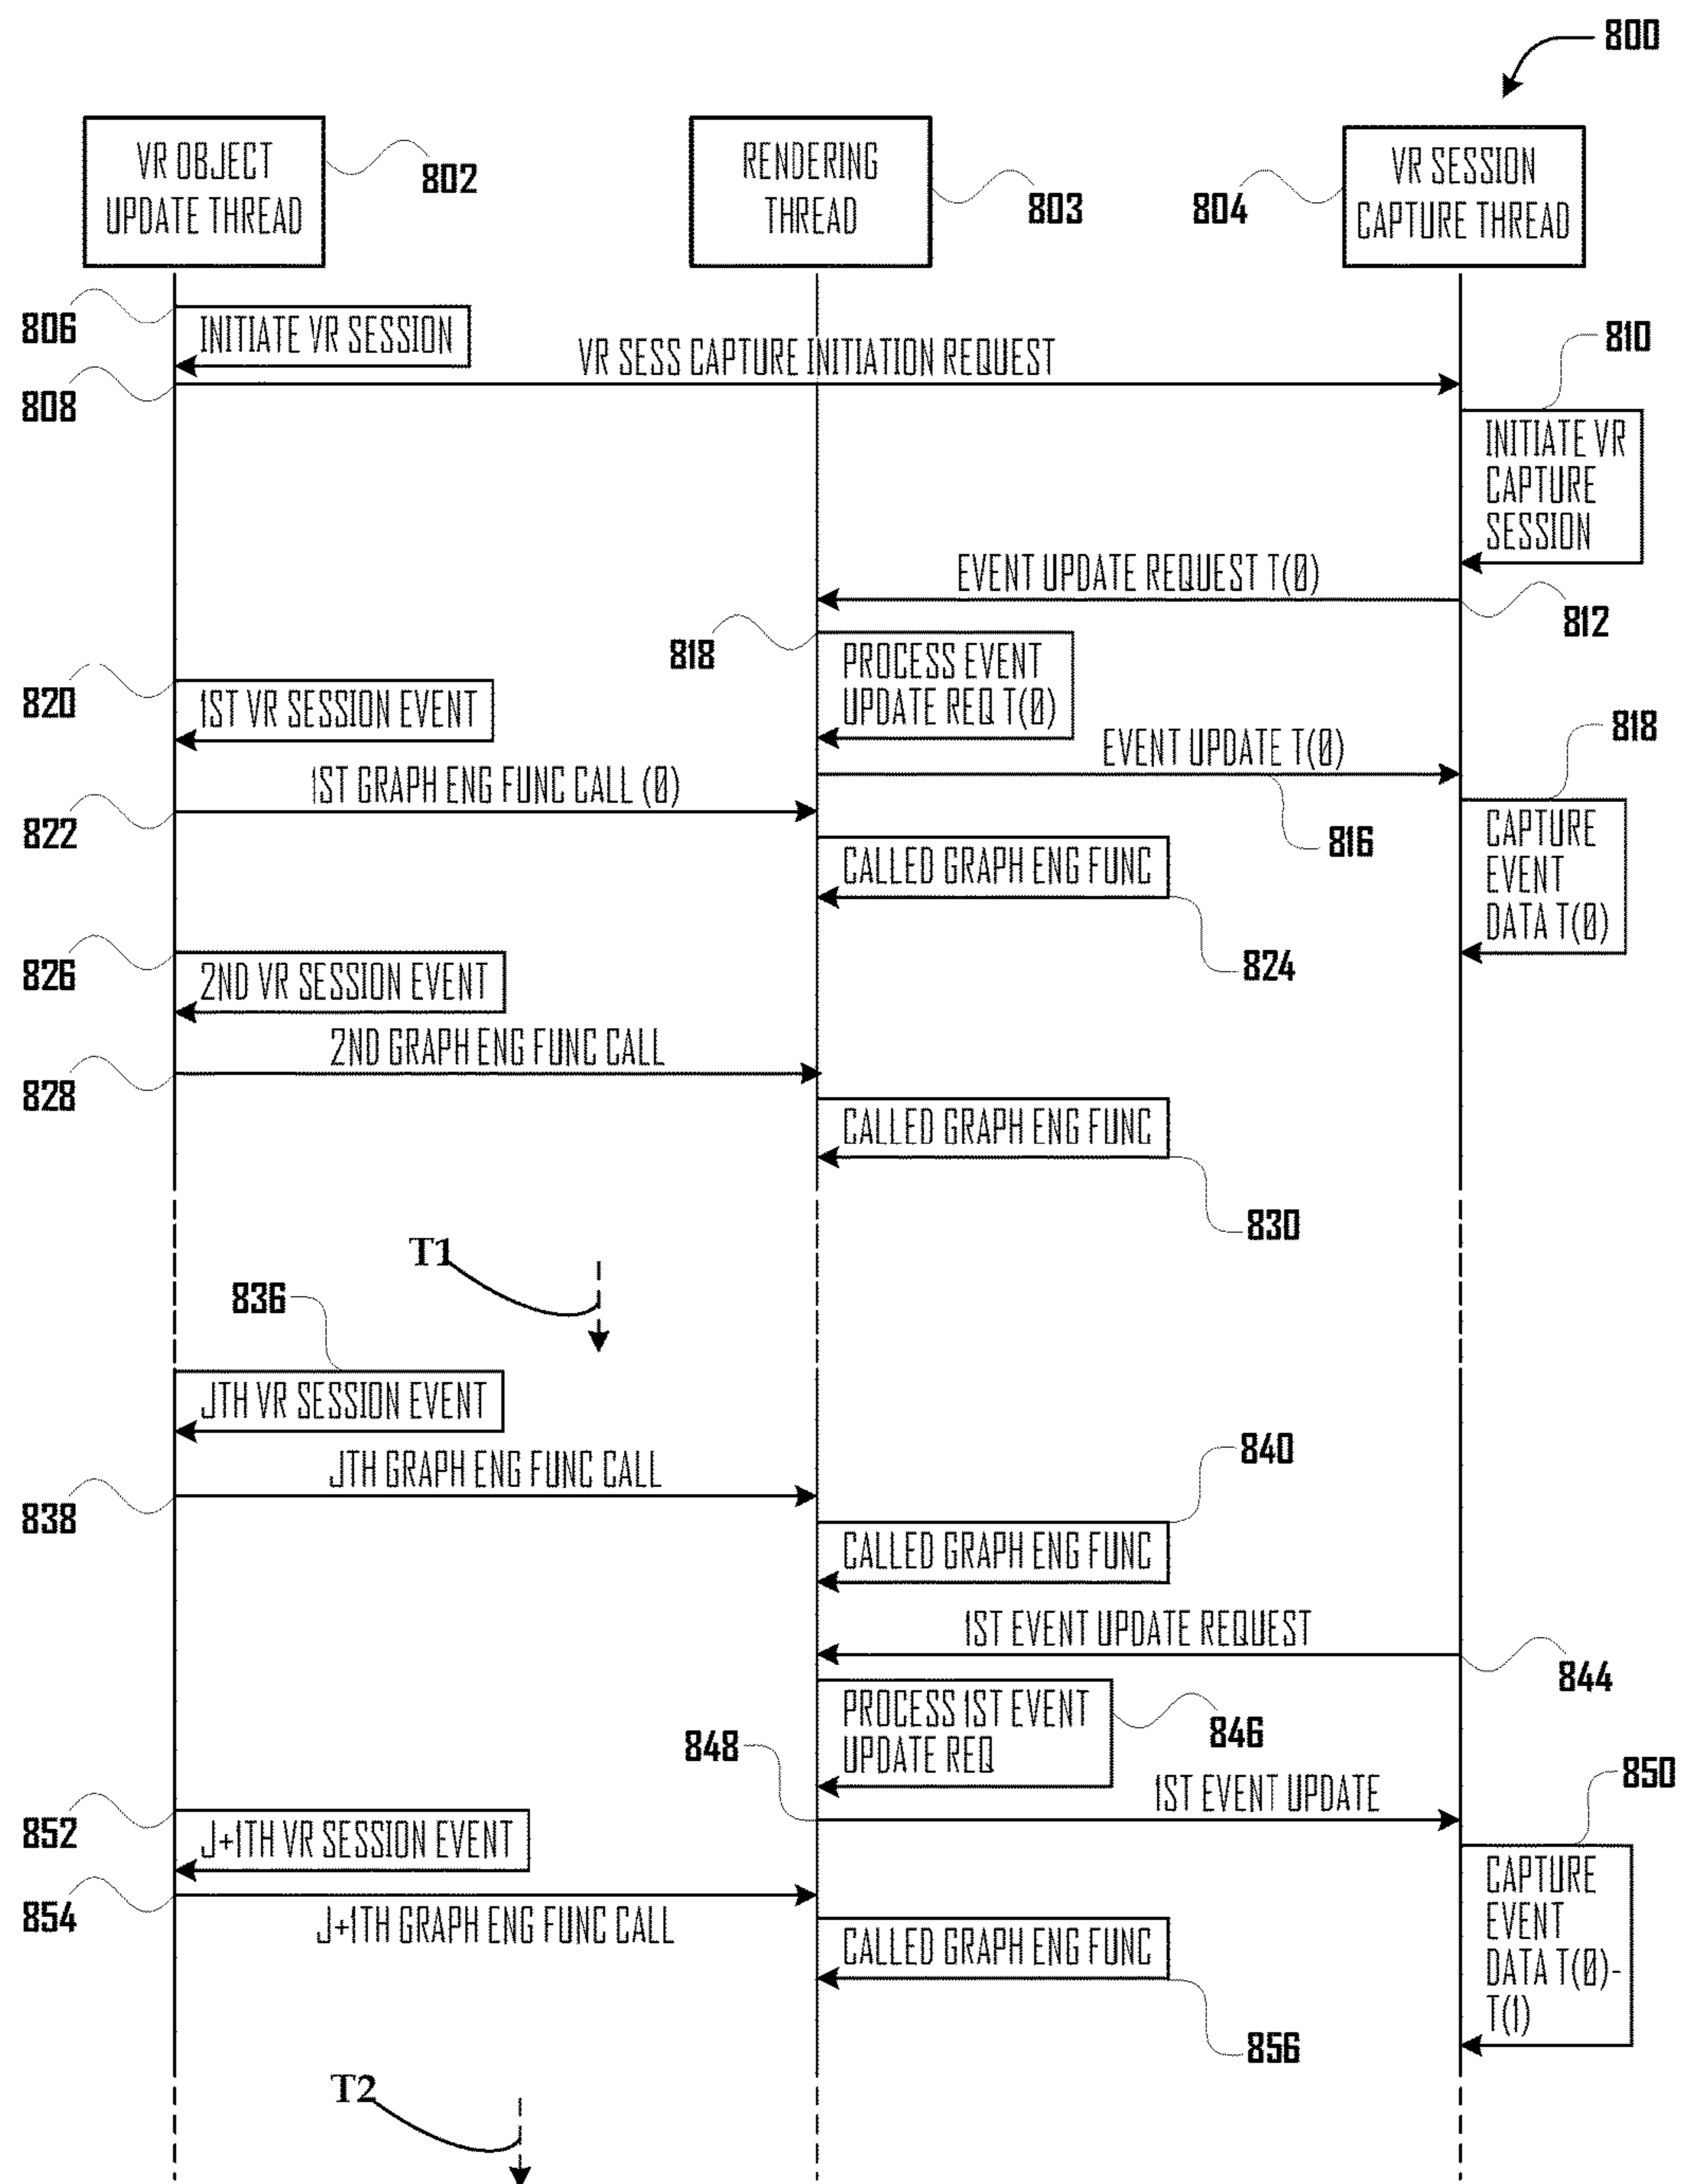 800
VR OBJECT
UPDATE THREAD
802
RENDERING
THREAD
803
804
VR SESSION
CAPTURE THREAD
806
INITIATE VR SESSION
VR SESS CAPTURE INITIATION REQUEST
808
810
INITIATE VR
CAPTURE
SESSION
EVENT UPDATE REQUEST T(0)
812
818
PROCESS EVENT
UPDATE REQ T(0)
820
1ST VR SESSION EVENT
EVENT UPDATE T(0)
818
1ST GRAPH ENG FUNC CALL (0)
822
816
CAPTURE
EVENT
DATA T(0)
CALLED GRAPH ENG FUNC
824
826
2ND VR SESSION EVENT
2ND GRAPH ENG FUNC CALL
828
CALLED GRAPH ENG FUNC
830
T1
836
JTH VR SESSION EVENT
JTH GRAPH ENG FUNC CALL
838
840
CALLED GRAPH ENG FUNC
1ST EVENT UPDATE REQUEST
844
PROCESS 1ST EVENT
UPDATE REQ
846
848
1ST EVENT UPDATE
850
852
J+1TH VR SESSION EVENT
854
J+1TH GRAPH ENG FUNC CALL
CALLED GRAPH ENG FUNC
856
CAPTURE
EVENT
DATA T(0)-
T(1)
T2